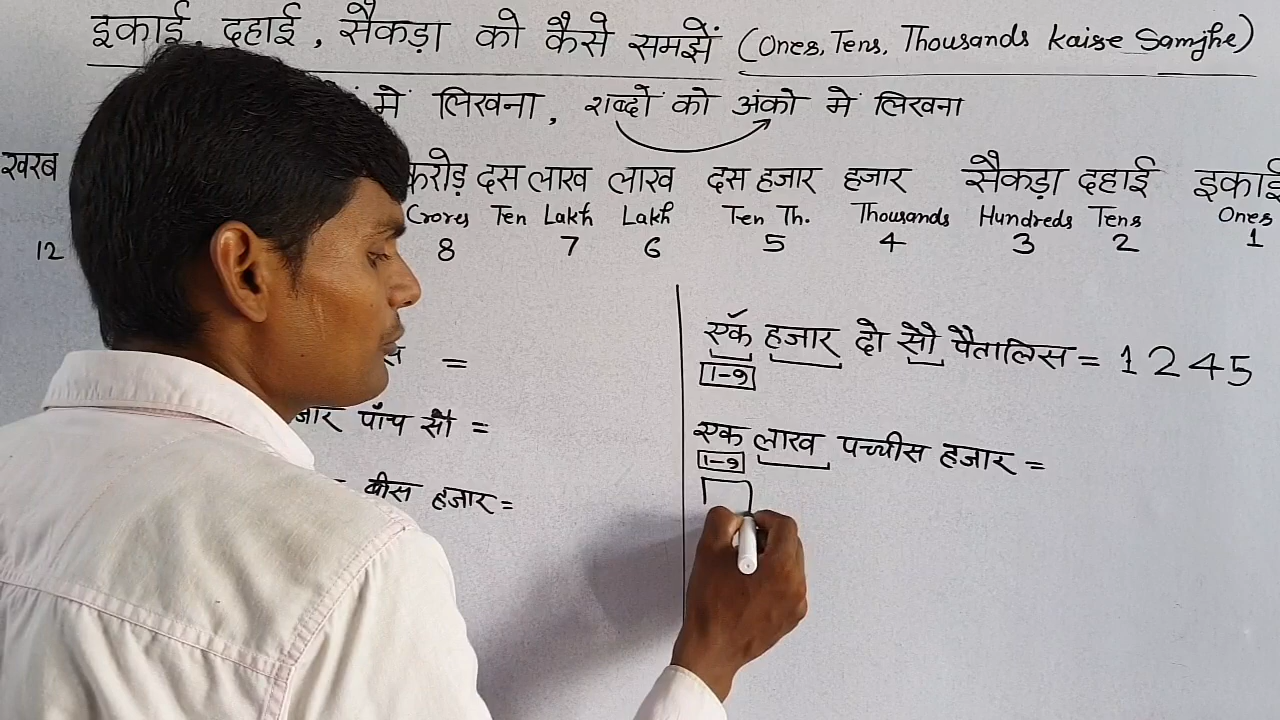 इकाई, दहाई, सैकड़ा को कैसे समझें (Ones, Tens, Thousands Kaise Samjhe)
में लिखना, शब्दों को अंको में लिखना
खरब करोड़ दस लाख लाख दस हजार हजार सैकड़ा दहाई इकाई
Crores Ten Lakh Lakh Ten Th. Thousands Hundreds Tens Ones
12 8 7 6 5 4 3 2 1
=
पाँच सौ =
बीस हजार =
एक हजार दो सौ पैतालिस = 1245
1-9
एक लाख पच्चीस हजार =
1-9